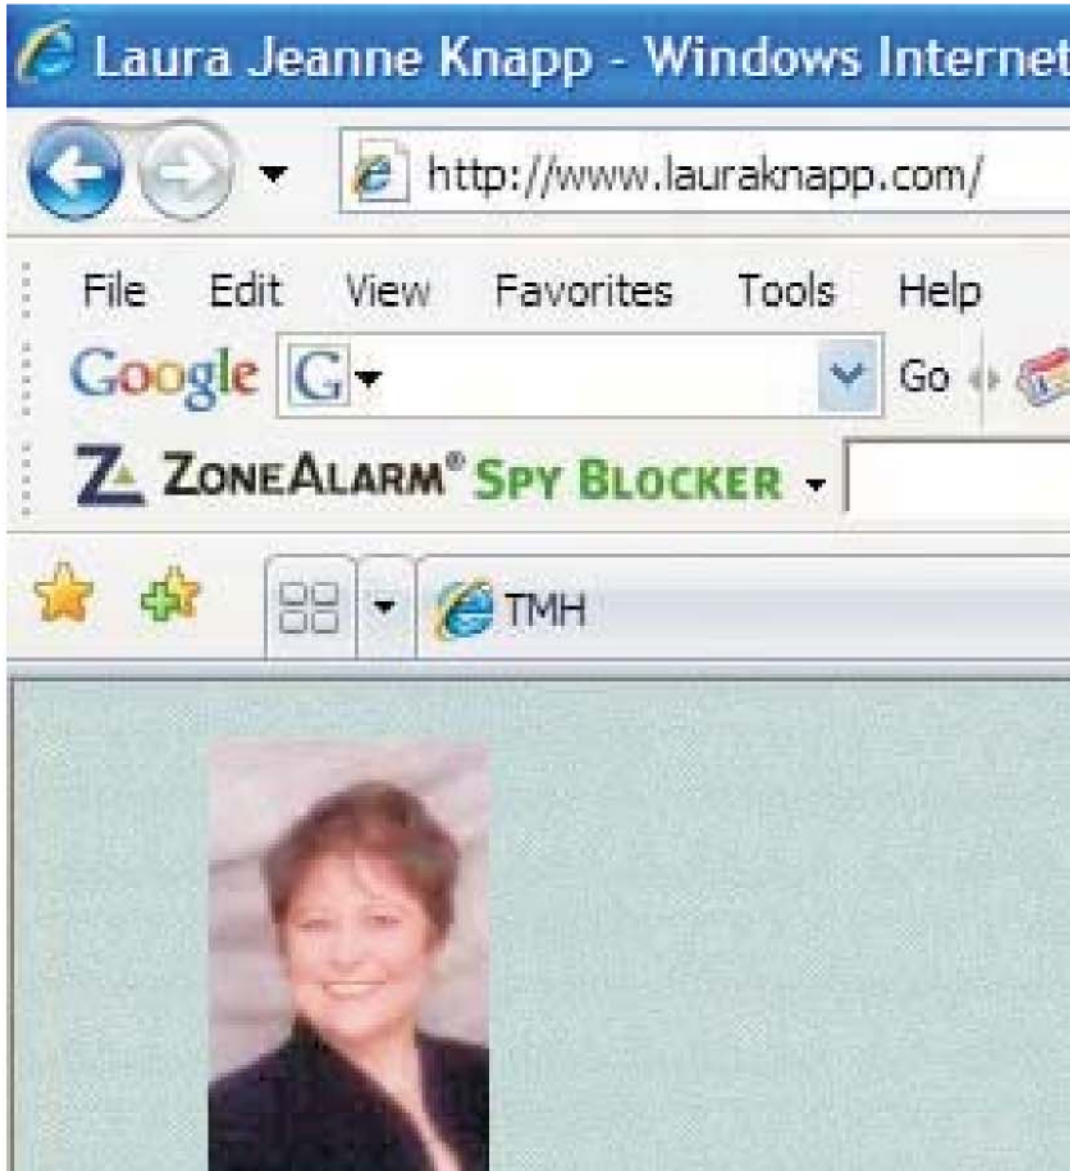 Laura Jeanne Knapp - Windows Internet
http://www.lauraknapp.com/
File Edit View Favorites Tools Help
Google G Go
Z ZONEALARM® SPY BLOCKER
TMH